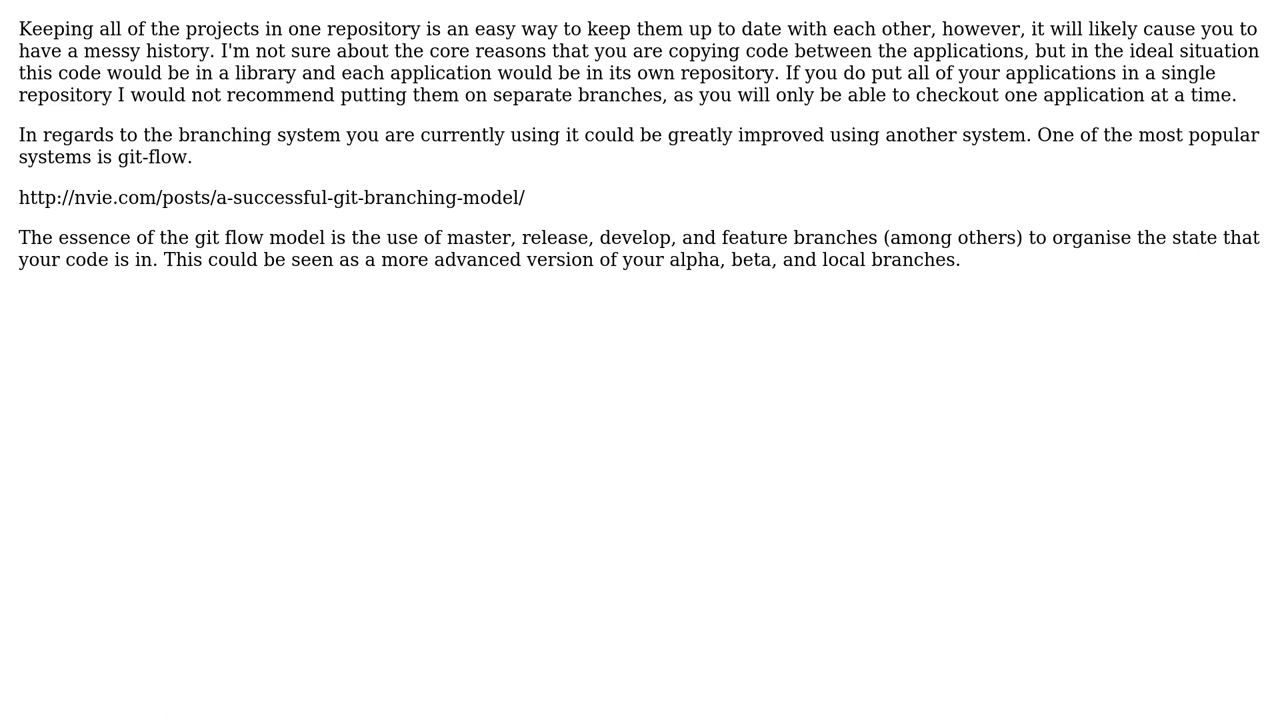 Keeping all of the projects in one repository is an easy way to keep them up to date with each other, however, it will likely cause you to
have a messy history. I'm not sure about the core reasons that you are copying code between the applications, but in the ideal situation
this code would be in a library and each application would be in its own repository. If you do put all of your applications in a single
repository I would not recommend putting them on separate branches, as you will only be able to checkout one application at a time.
In regards to the branching system you are currently using it could be greatly improved using another system. One of the most popular
systems is git-flow.
http://nvie.com/posts/a-successful-git-branching-model/
The essence of the git flow model is the use of master, release, develop, and feature branches (among others) to organise the state that
your code is in. This could be seen as a more advanced version of your alpha, beta, and local branches.